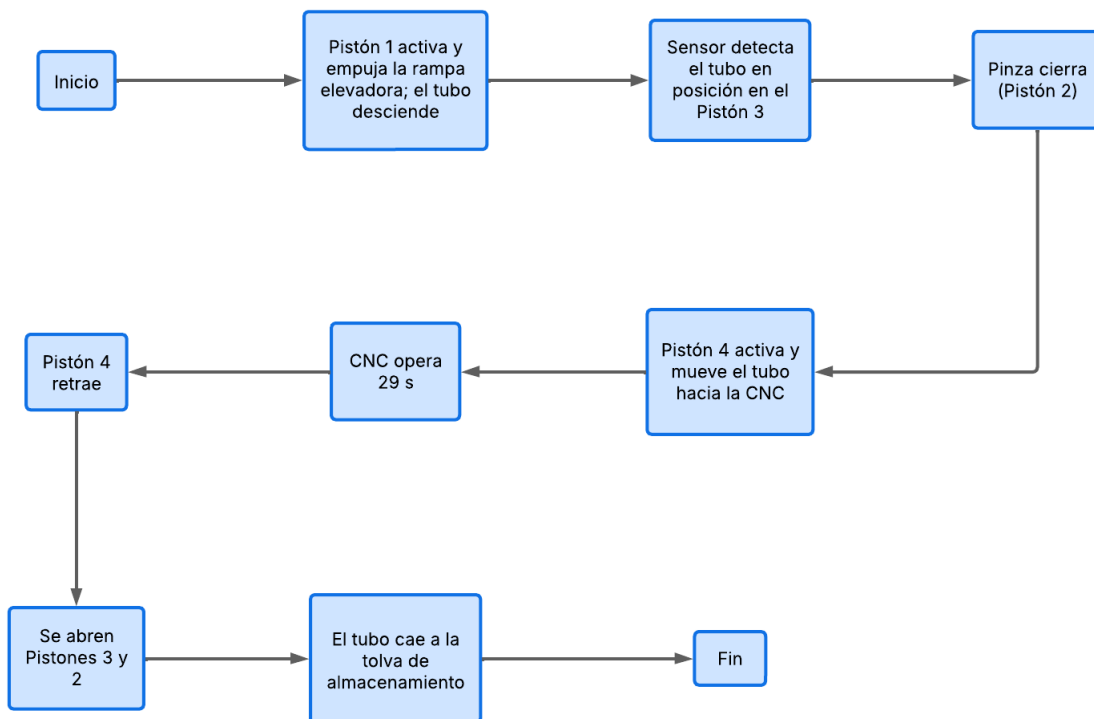 Inicio
Pistón 1 activa y
empuja la rampa
elevadora; el tubo
desciende
Sensor detecta
el tubo en
posición en el
Pistón 3
Pinza cierra
(Pistón 2)
Pistón 4 activa y
mueve el tubo
hacia la CNC
CNC opera
29 s
Pistón 4
retrae
Se abren
Pistones 3 y
2
El tubo cae a la
tolva de
almacenamiento
Fin